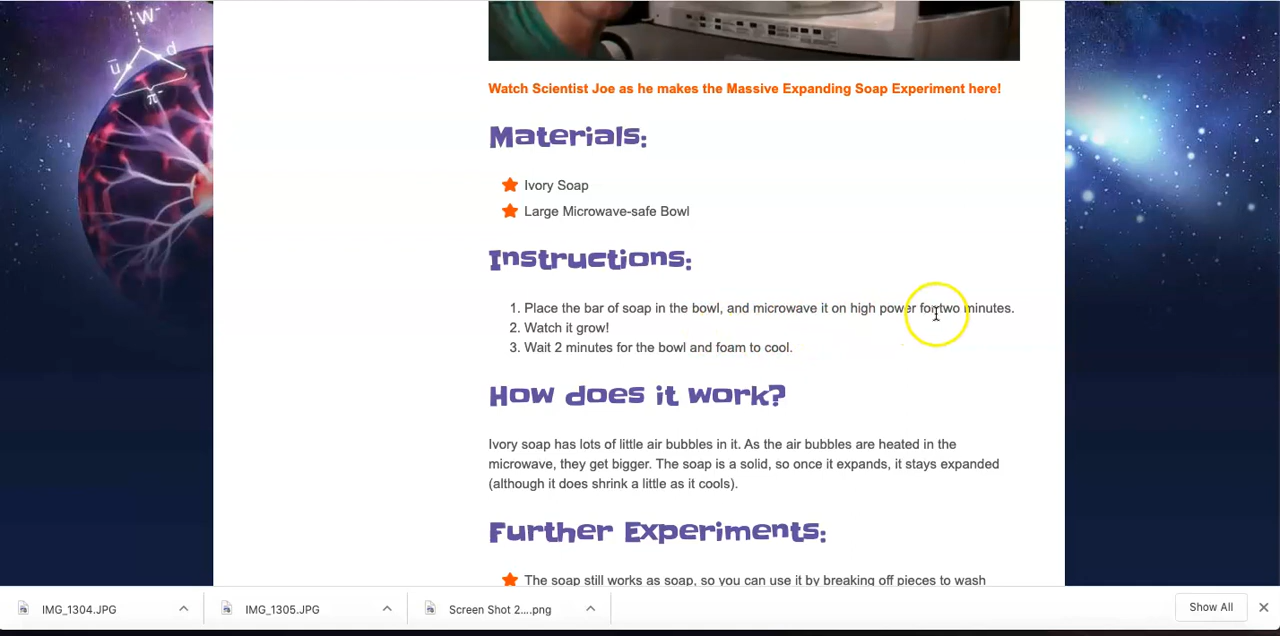 W-
d
ū
π-
Watch Scientist Joe as he makes the Massive Expanding Soap Experiment here!
Materials:
Ivory Soap
Large Microwave-safe Bowl
Instructions:
1. Place the bar of soap in the bowl, and microwave it on high power for two minutes.
2. Watch it grow!
3. Wait 2 minutes for the bowl and foam to cool.
How does it work?
Ivory soap has lots of little air bubbles in it. As the air bubbles are heated in the
microwave, they get bigger. The soap is a solid, so once it expands, it stays expanded
(although it does shrink a little as it cools).
Further Experiments:
The soap still works as soap, so you can use it by breaking off pieces to wash
IMG_1304.JPG
IMG_1305.JPG
Screen Shot 2....png
Show All